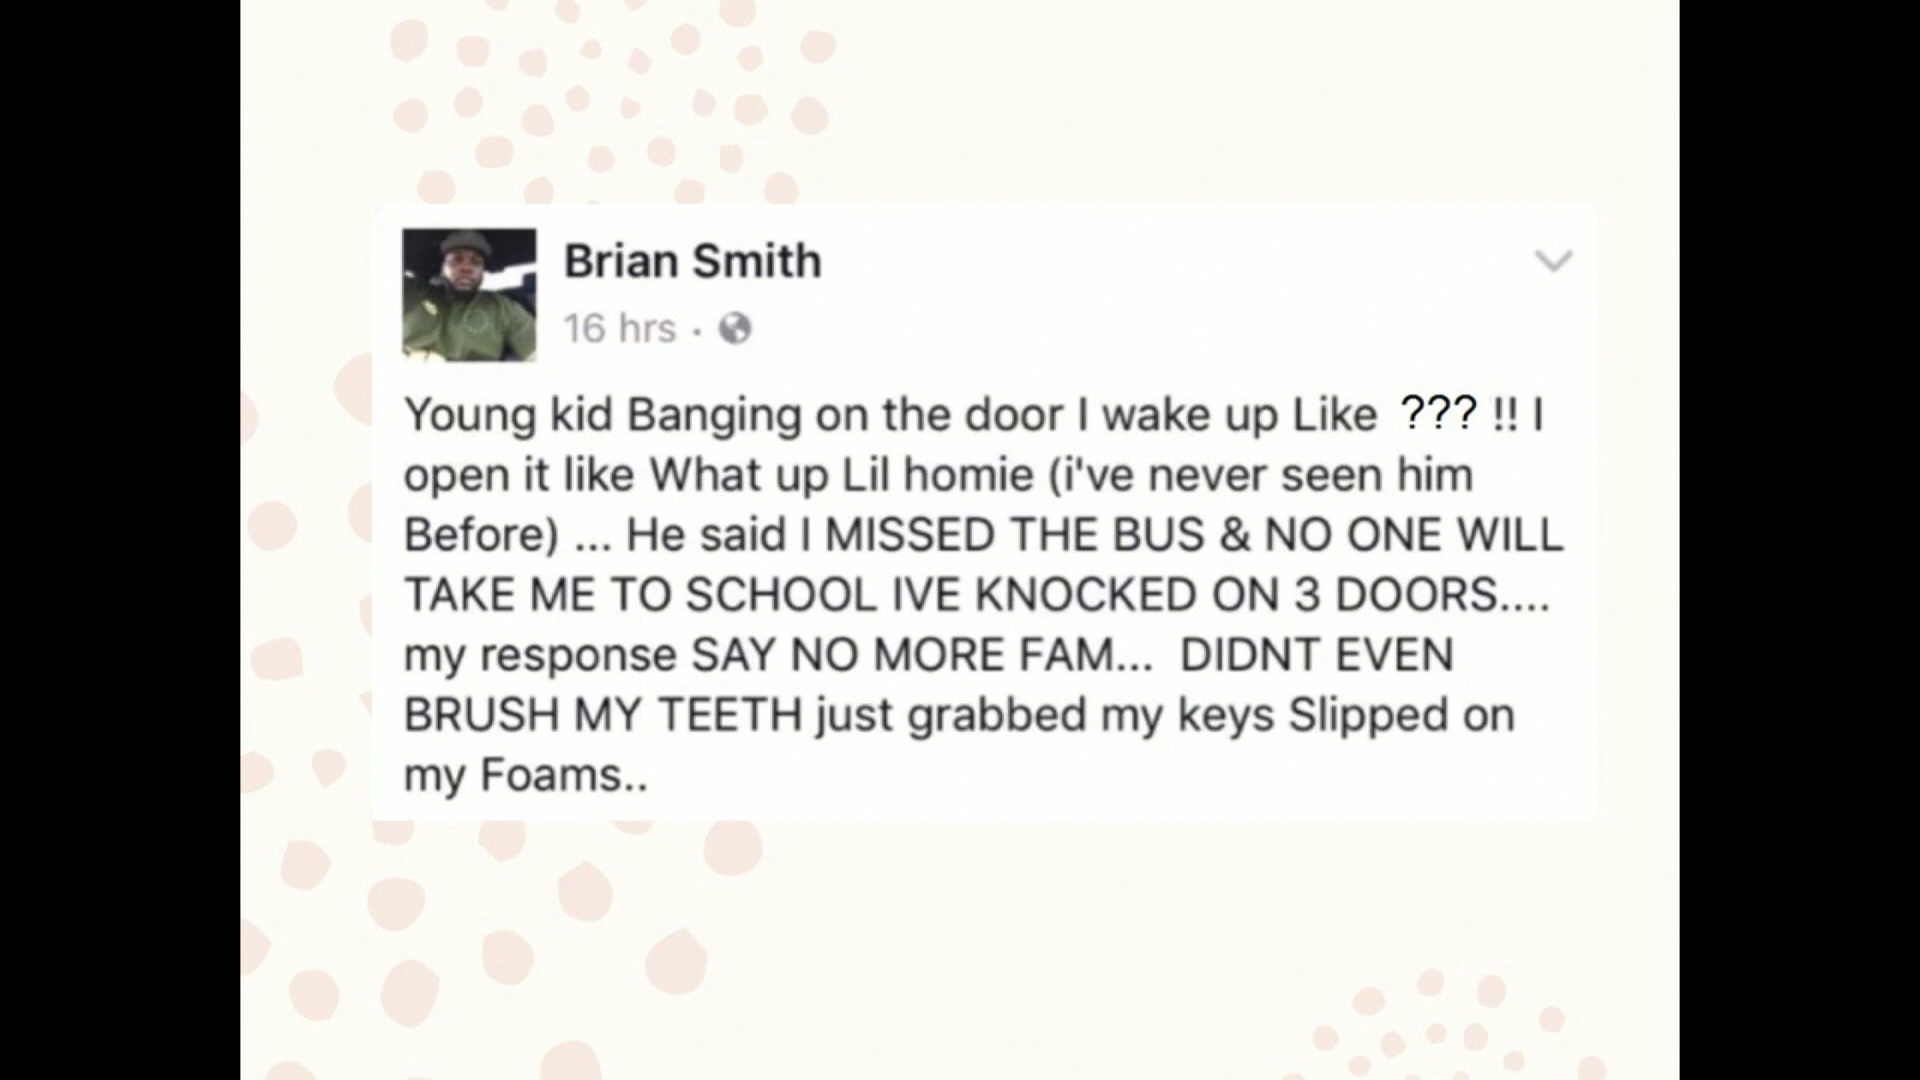 Brian Smith
16 hrs ·
Young kid Banging on the door I wake up Like ??? !! I
open it like What up Lil homie (i've never seen him
Before) ... He said I MISSED THE BUS & NO ONE WILL
TAKE ME TO SCHOOL IVE KNOCKED ON 3 DOORS....
my response SAY NO MORE FAM... DIDNT EVEN
BRUSH MY TEETH just grabbed my keys Slipped on
my Foams..